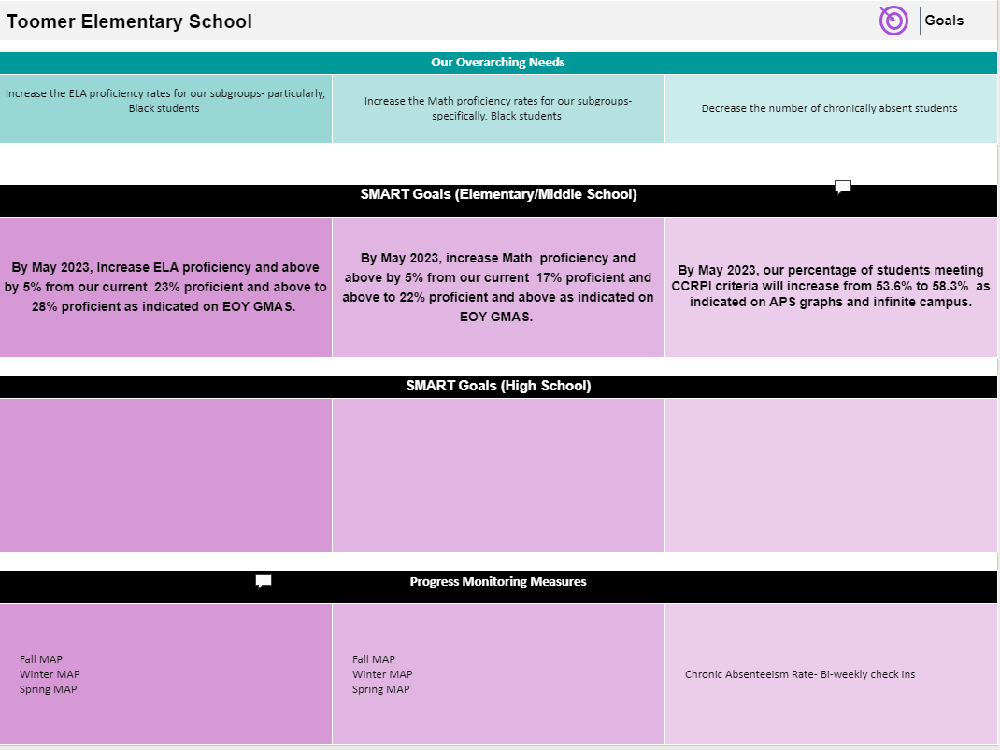 Toomer Elementary School
Goals
Our Overarching Needs
Increase the ELA proficiency rates for our subgroups- particularly,
Black students
Increase the Math proficiency rates for our subgroups-
specifically. Black students
Decrease the number of chronically absent students
SMART Goals (Elementary/Middle School)
By May 2023, Increase ELA proficiency and above
by 5% from our current  23% proficient and above to
28% proficient as indicated on EOY GMAS.
By May 2023, increase Math  proficiency and
above by 5% from our current  17% proficient and
above to 22% proficient and above as indicated on
EOY GMAS.
By May 2023, our percentage of students meeting
CCRPI criteria will increase from 53.6% to 58.3%  as
indicated on APS graphs and infinite campus.
SMART Goals (High School)
Progress Monitoring Measures
Fall MAP
Winter MAP
Spring MAP
Fall MAP
Winter MAP
Spring MAP
Chronic Absenteeism Rate- Bi-weekly check ins